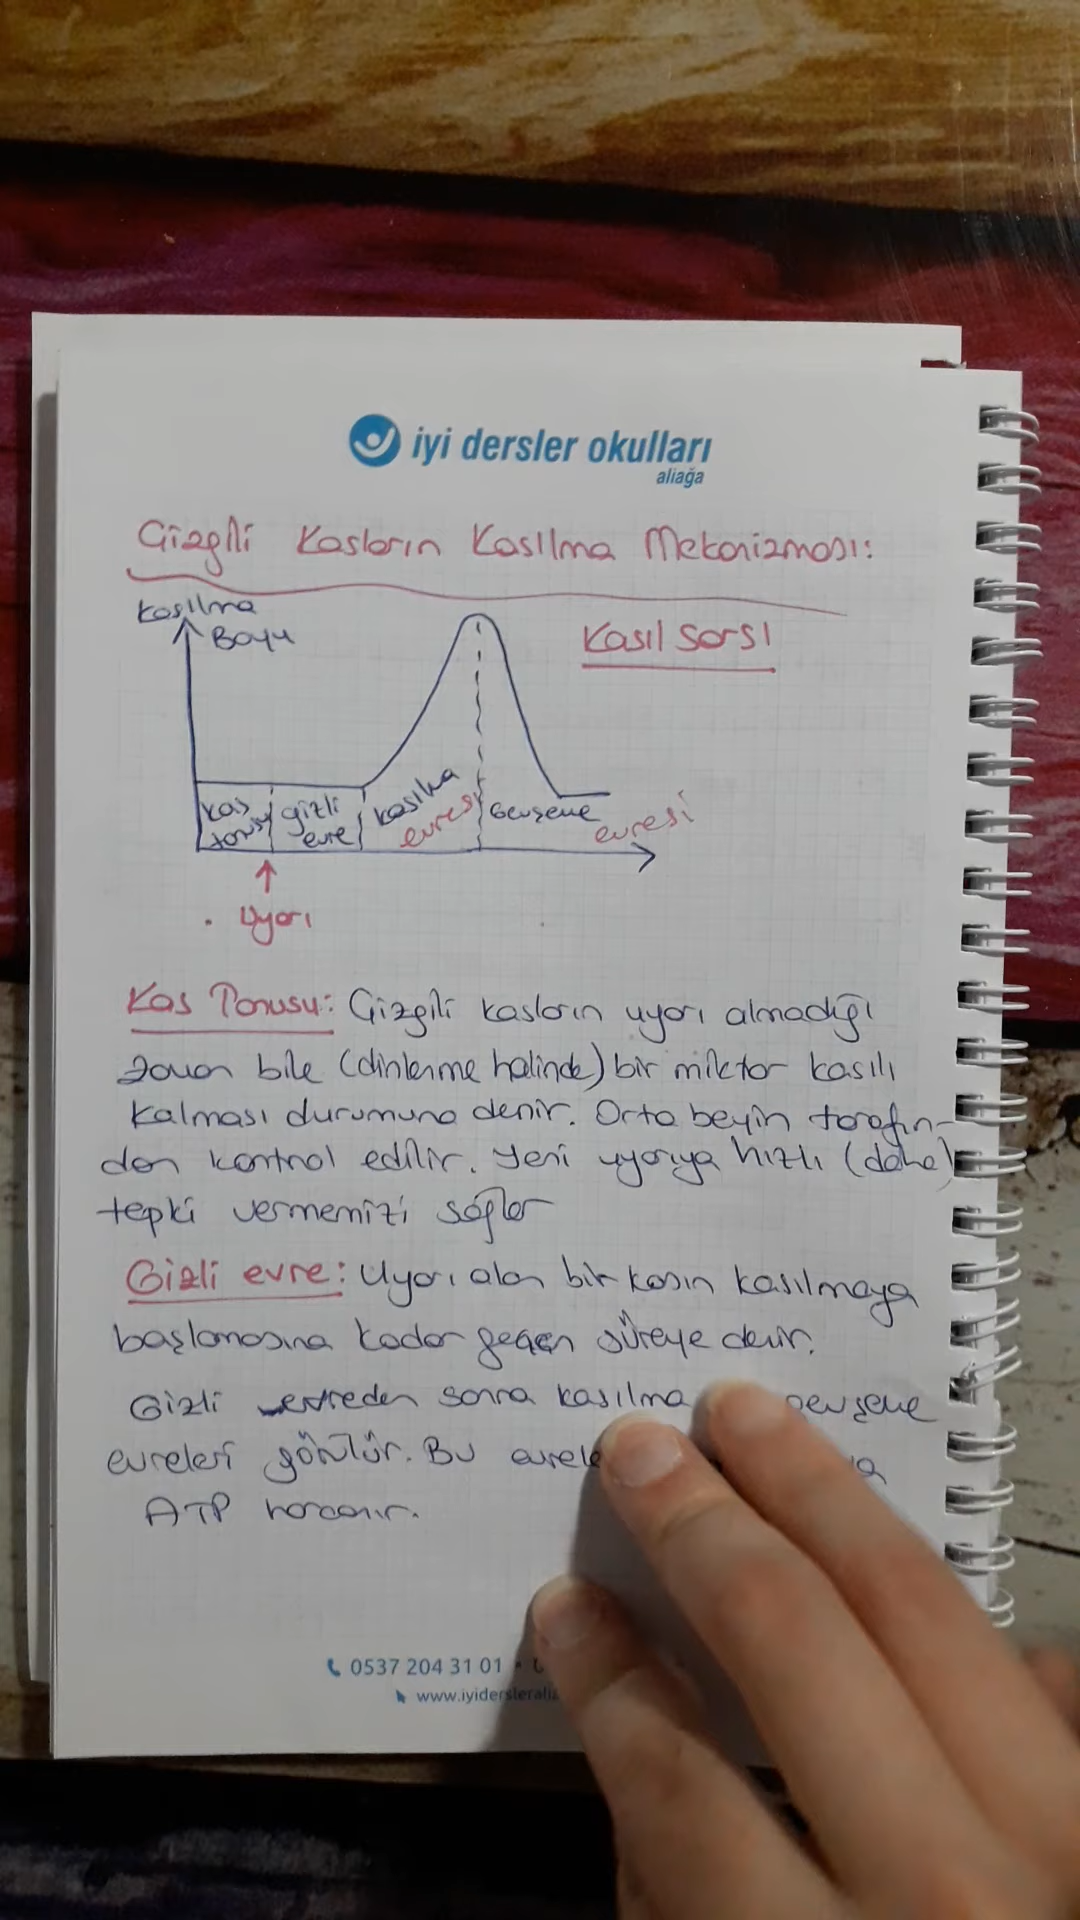 iyi dersler okulları
aliağa
Çizgili Kasların Kasılma Mekanizması:
Kasılma
Boyu
Kasıl sarsı
kas tonusu
gizli evre
kasılma evresi
Gevşeme evresi
Uyarı
Kas Tonusu: Çizgili kasların uyarı almadığı
zaman bile (dinlenme halinde) bir miktar kasılı
kalması durumuna denir. Orta beyin tarafın-
dan kontrol edilir. Yeni uyarıya hızlı (daha)
tepki vermemizi sağlar
Gizli evre: Uyarı alan bir kasın kasılmaya
başlamasına kadar geçen süreye denir.
Gizli evreden sonra kasılma gevşeme
evreleri görülür. Bu
ATP harcanır.
0537 204 31 01